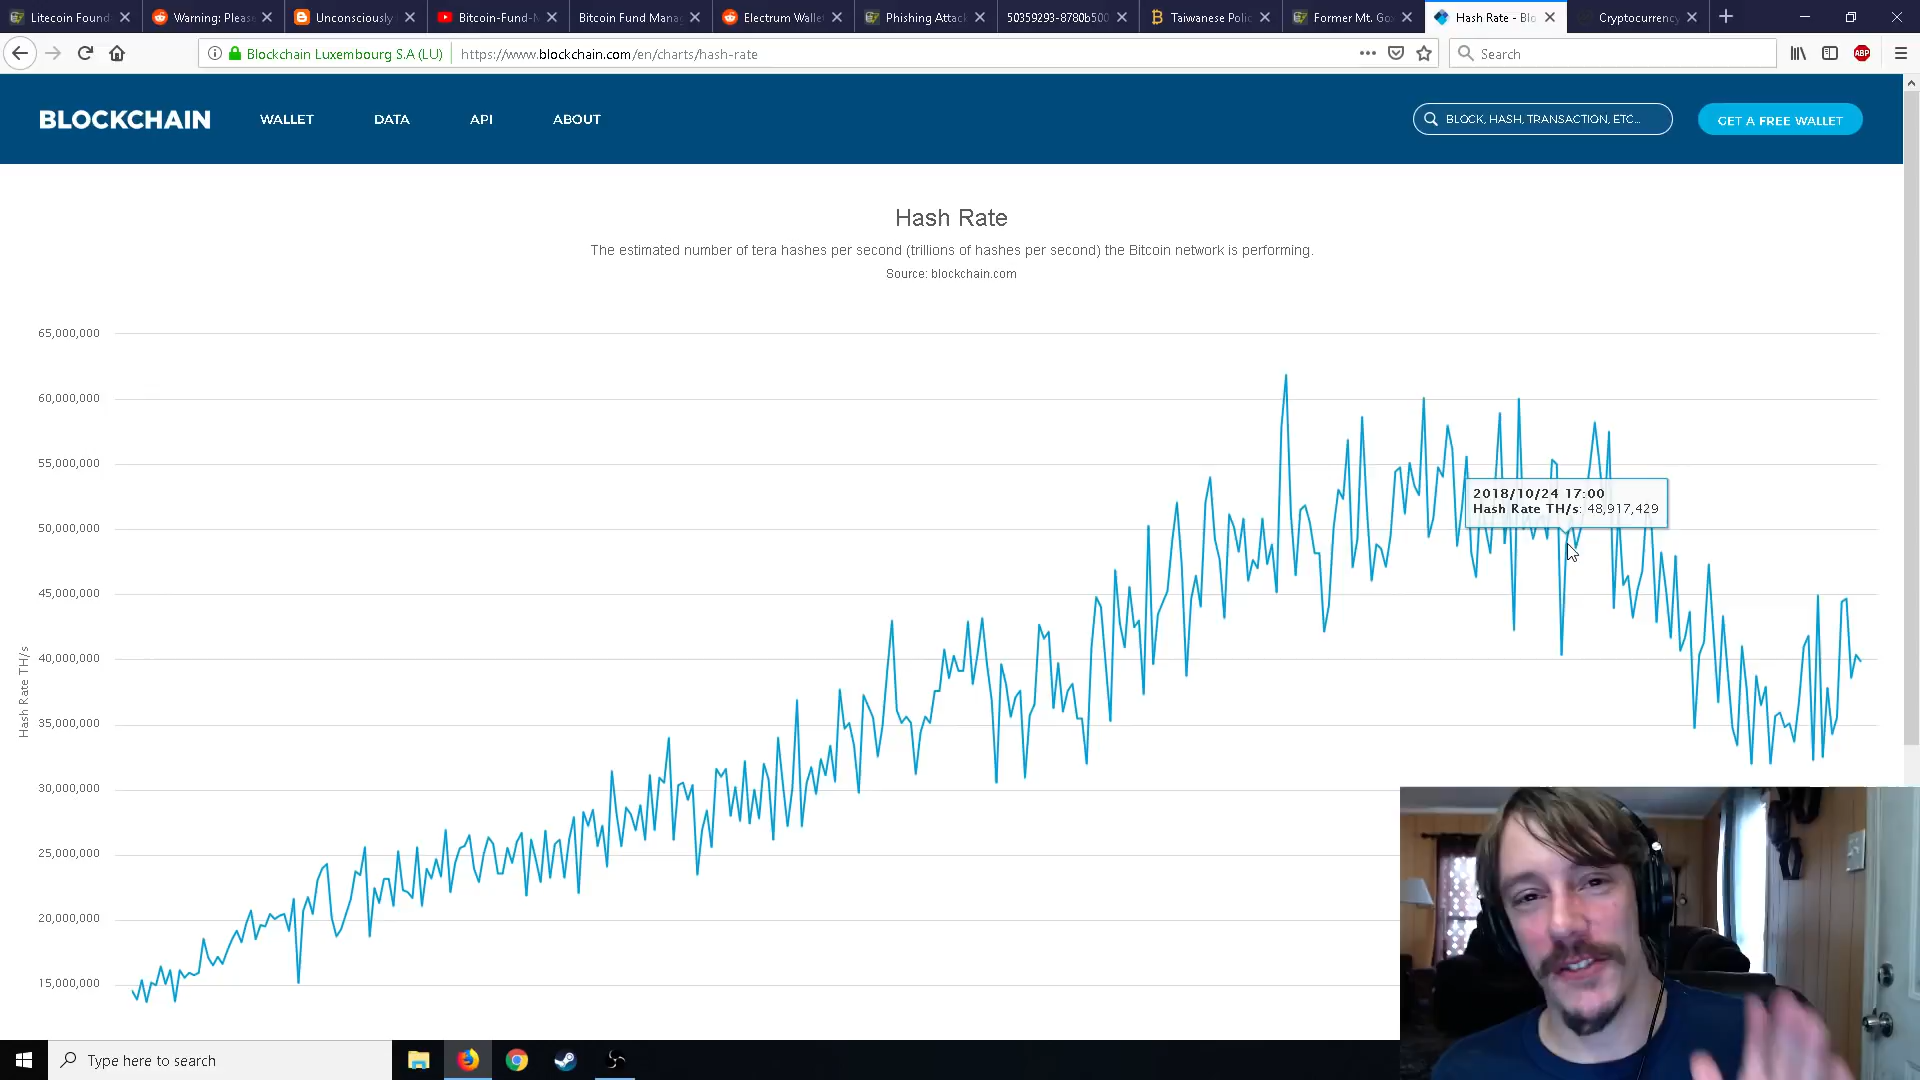 Litecoin Found
Warning: Pleas
Unconsciously
Bitcoin-Fund-M
Bitcoin Fund Mana
Electrum Walle
Phishing Attack
50359293-8780b500
Taiwanese Polic
Former Mt. Gox
Hash Rate - Blo
Cryptocurrency
Blockchain Luxembourg S.A (LU)
https://www.blockchain.com/en/charts/hash-rate
Search
ABP
BLOCKCHAIN
WALLET
DATA
API
ABOUT
BLOCK, HASH, TRANSACTION, ETC...
GET A FREE WALLET
Hash Rate
The estimated number of tera hashes per second (trillions of hashes per second) the Bitcoin network is performing.
Source: blockchain.com
65,000,000
60,000,000
55,000,000
2018/10/24 17:00
Hash Rate TH/s: 48,917,429
50,000,000
45,000,000
40,000,000
Hash Rate TH/s
35,000,000
30,000,000
25,000,000
20,000,000
15,000,000
Type here to search